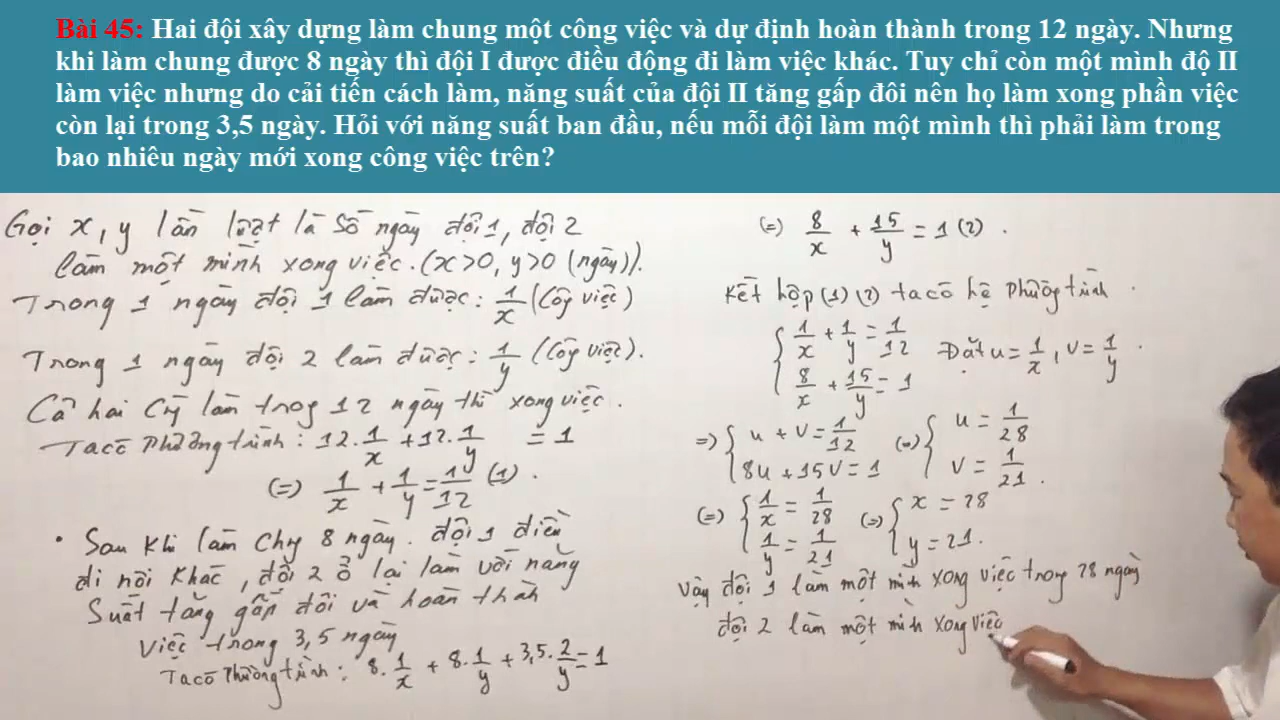 Bài 45: Hai đội xây dựng làm chung một công việc và dự định hoàn thành trong 12 ngày. Nhưng
khi làm chung được 8 ngày thì đội I được điều động đi làm việc khác. Tuy chỉ còn một mình độ II
làm việc nhưng do cải tiến cách làm, năng suất của đội II tăng gấp đôi nên họ làm xong phần việc
còn lại trong 3,5 ngày. Hỏi với năng suất ban đầu, nếu mỗi đội làm một mình thì phải làm trong
bao nhiêu ngày mới xong công việc trên?
Gọi x, y lần lượt là số ngày đội 1, đội 2
làm một mình xong việc. (x>0, y>0 (ngày)).
Trong 1 ngày đội 1 làm được: 1/x (Côg việc)
Trong 1 ngày đội 2 làm được: 1/y (Côg việc).
Cả hai Cg làm trog 12 ngày thì xong việc.
Ta có Phương trình: 12.1/x + 12.1/y = 1
(=) 1/x + 1/y = 1/12 (1).
• Sau khi làm Chg 8 ngày. đội 1 điều
đi nơi khác, đội 2 ở lại làm với năng
Suất tăng gấp đôi và hoàn thành
Việc trong 3,5 ngày
Ta có Phương trình: 8.1/x + 8.1/y + 3,5.2/y = 1
(=) 8/x + 15/y = 1 (2).
Kết hợp (1) (2) ta có hệ Phương trình.
{ 1/x + 1/y = 1/12
8/x + 15/y = 1 Đặt u = 1/x, v = 1/y.
=> { u + v = 1/12
8u + 15v = 1 (=) { u = 1/28
v = 1/21.
(=) { 1/x = 1/28
1/y = 1/21 (=) { x = 28
y = 21.
Vậy đội 1 làm một mình xong việc trong 28 ngày
đội 2 làm một mình xong việc